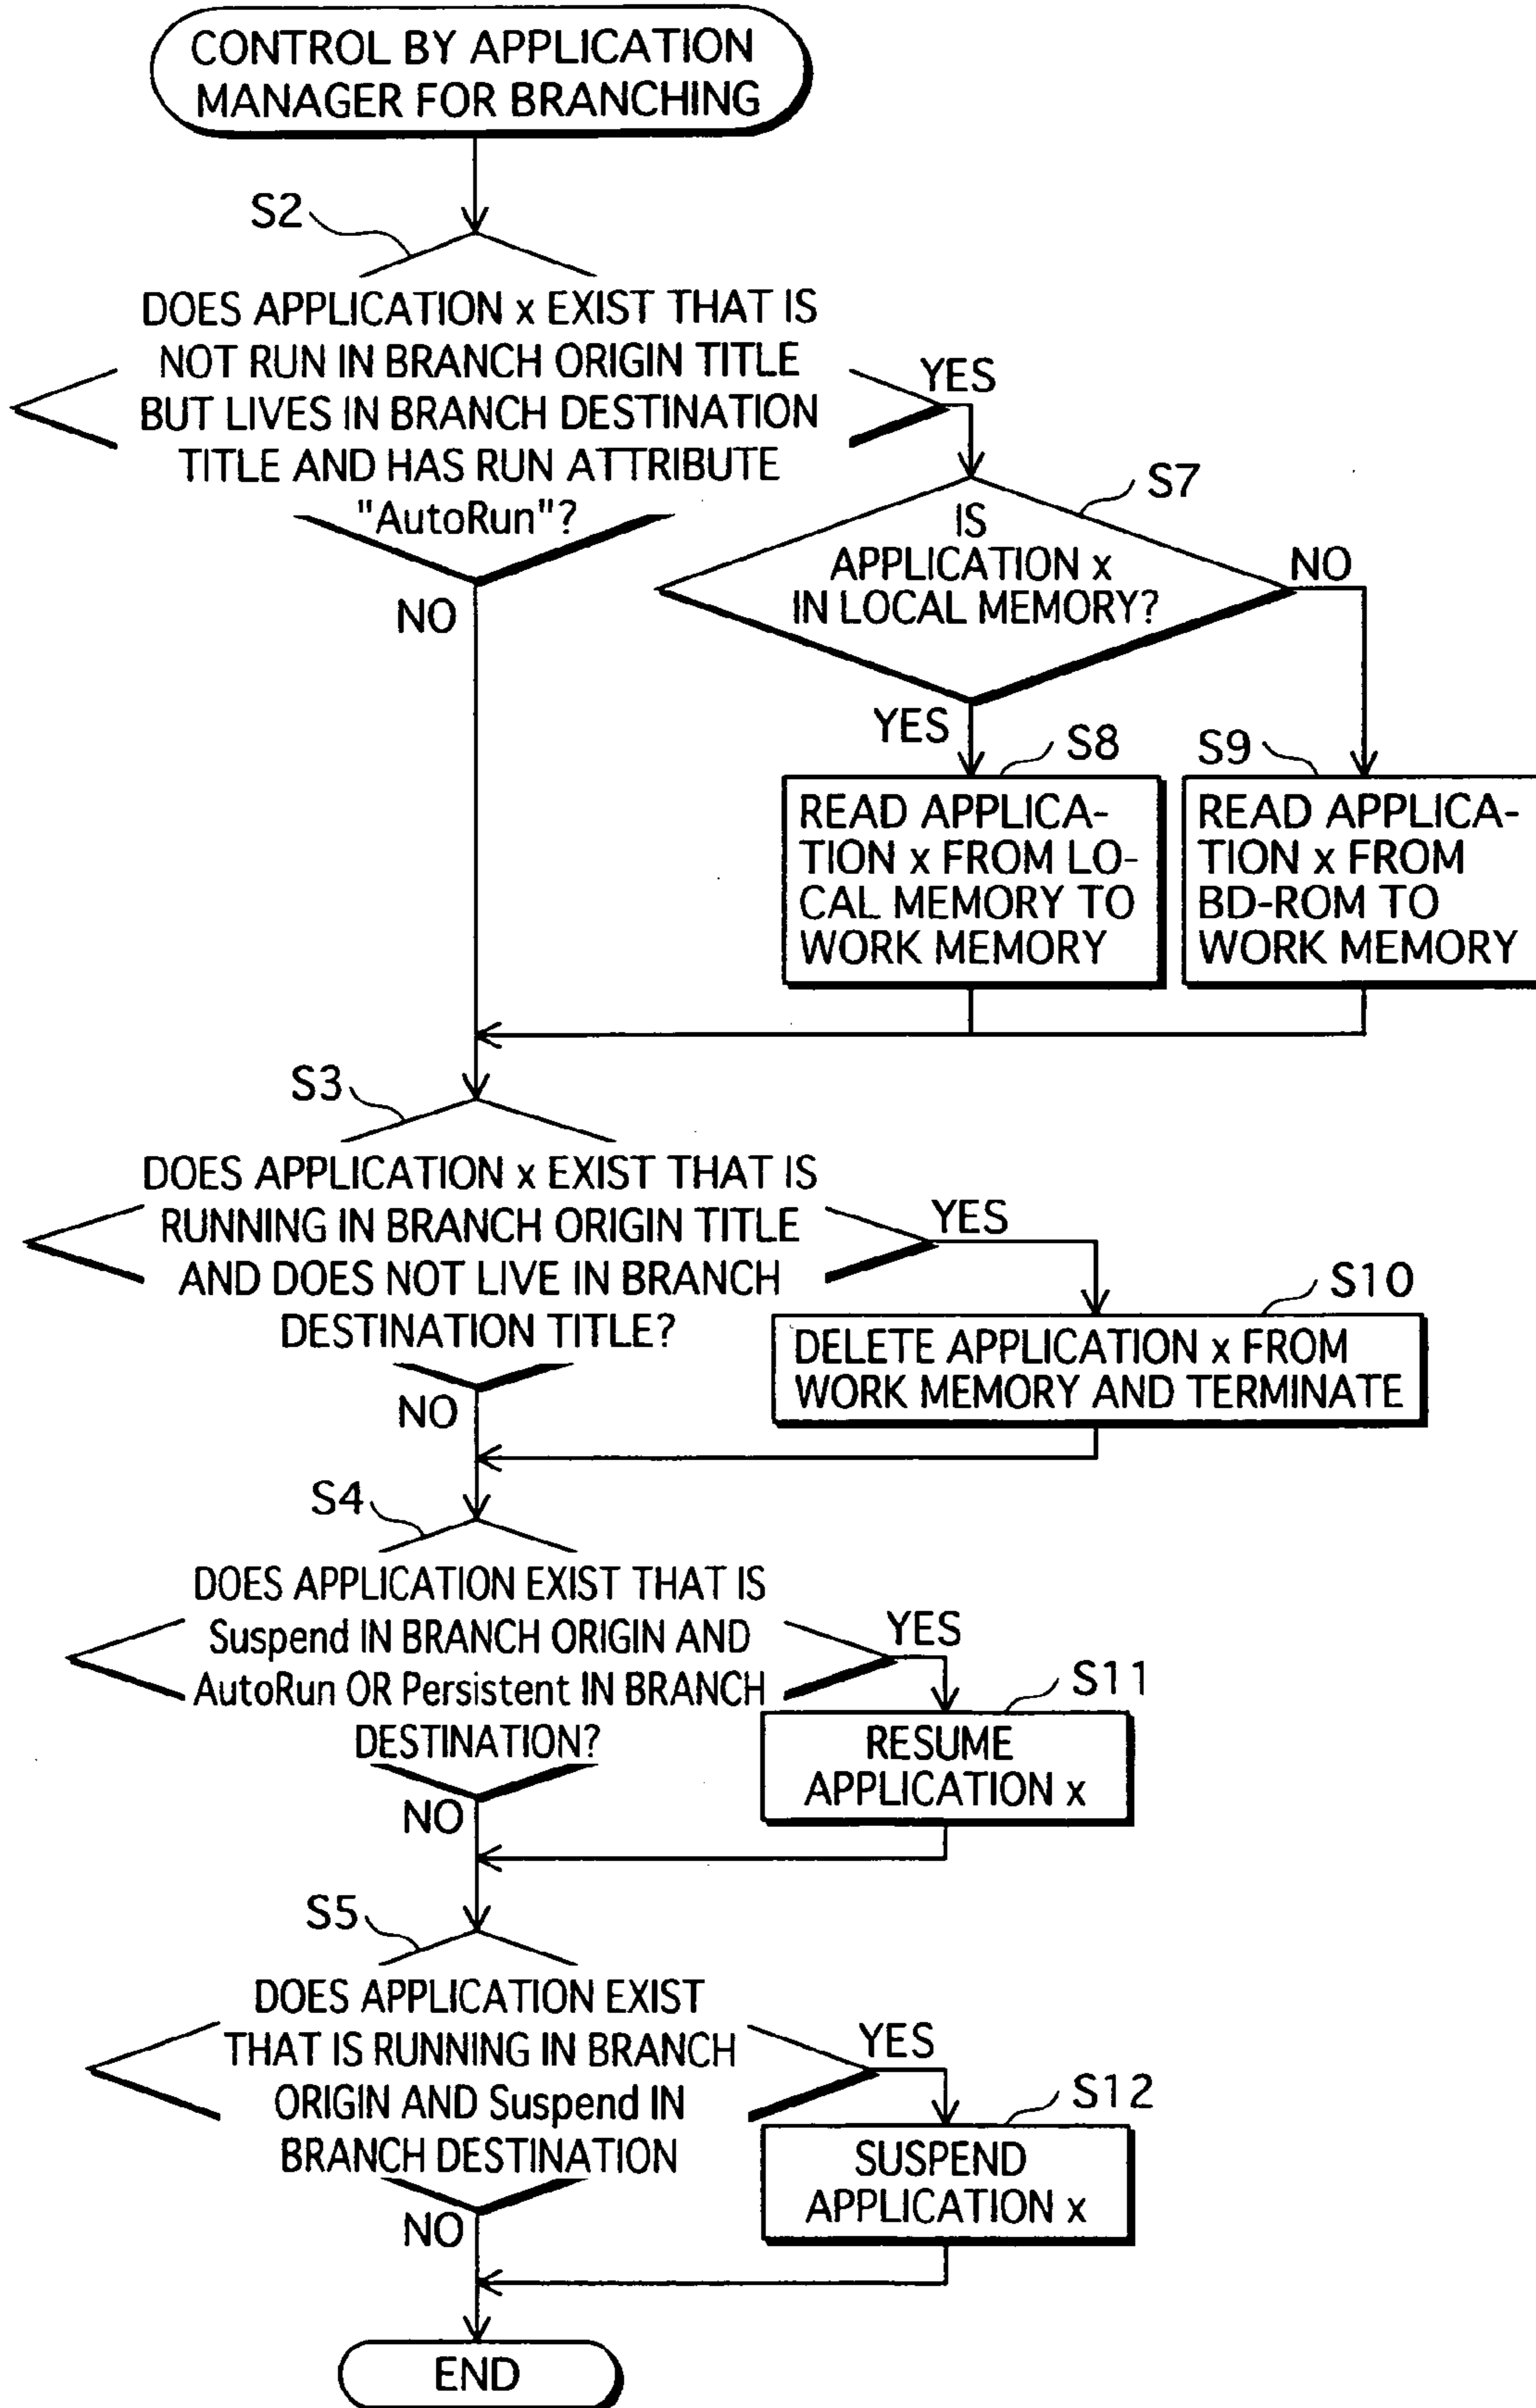 CONTROL BY APPLICATION
MANAGER FOR BRANCHING
S2
DOES APPLICATION x EXIST THAT IS
NOT RUN IN BRANCH ORIGIN TITLE
BUT LIVES IN BRANCH DESTINATION
TITLE AND HAS RUN ATTRIBUTE
"AutoRun"?
YES
NO
S7
IS
APPLICATION x
IN LOCAL MEMORY?
NO
YES
S8
READ APPLICA-
TION x FROM LO-
CAL MEMORY TO
WORK MEMORY
S9
READ APPLICA-
TION x FROM
BD-ROM TO
WORK MEMORY
S3
DOES APPLICATION x EXIST THAT IS
RUNNING IN BRANCH ORIGIN TITLE
AND DOES NOT LIVE IN BRANCH
DESTINATION TITLE?
YES
NO
S10
DELETE APPLICATION x FROM
WORK MEMORY AND TERMINATE
S4
DOES APPLICATION EXIST THAT IS
Suspend IN BRANCH ORIGIN AND
AutoRun OR Persistent IN BRANCH
DESTINATION?
YES
NO
S11
RESUME
APPLICATION x
S5
DOES APPLICATION EXIST
THAT IS RUNNING IN BRANCH
ORIGIN AND Suspend IN
BRANCH DESTINATION
YES
NO
S12
SUSPEND
APPLICATION x
END